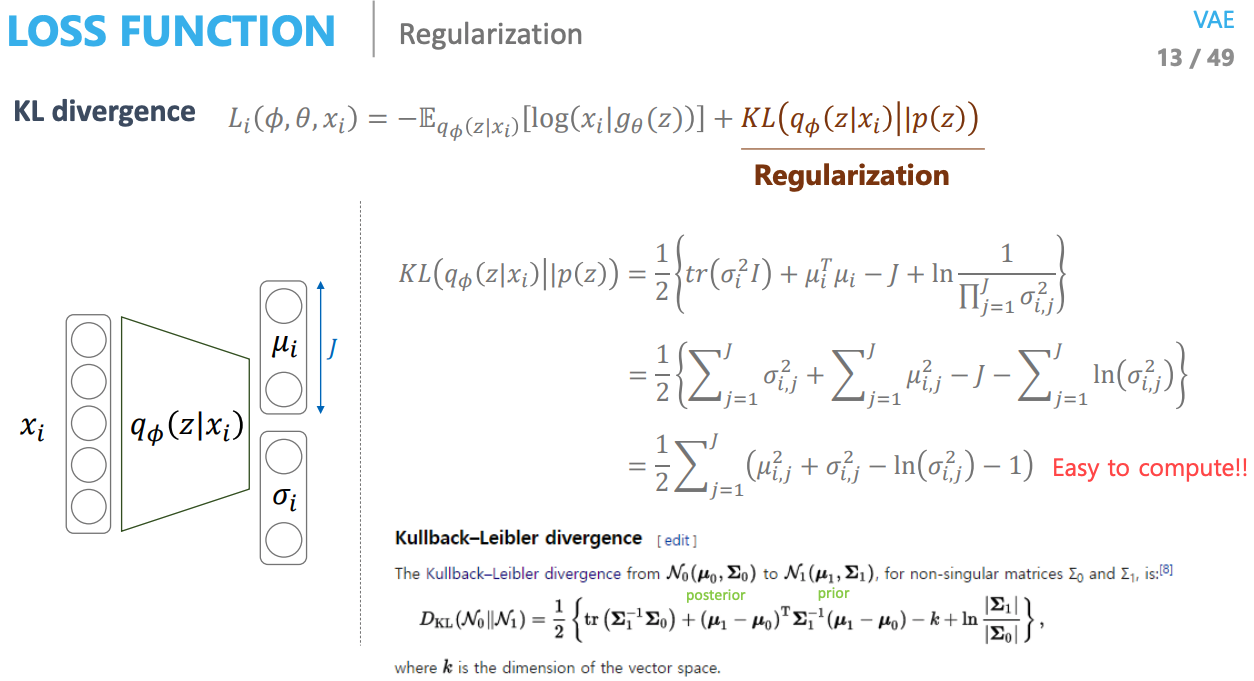 LOSS FUNCTION | Regularization
VAE
13 / 49
KL divergence
L_i(ϕ, θ, x_i) = −𝔼_{q_ϕ(z|x_i)}[log(x_i|g_θ(z))] + KL(q_ϕ(z|x_i)||p(z))
Regularization
x_i
q_ϕ(z|x_i)
μ_i
J
σ_i
KL(q_ϕ(z|x_i)||p(z)) = 1/2 {tr(σ_i^2 I) + μ_i^T μ_i − J + ln 1/(∏_{j=1}^J σ_{i,j}^2)}
= 1/2 {∑_{j=1}^J σ_{i,j}^2 + ∑_{j=1}^J μ_{i,j}^2 − J − ∑_{j=1}^J ln(σ_{i,j}^2)}
= 1/2 ∑_{j=1}^J (μ_{i,j}^2 + σ_{i,j}^2 − ln(σ_{i,j}^2) − 1) Easy to compute!!
Kullback–Leibler divergence [ edit ]
The Kullback–Leibler divergence from 𝒩_0(μ_0, Σ_0) to 𝒩_1(μ_1, Σ_1), for non-singular matrices Σ_0 and Σ_1, is:[8]
posterior prior
D_KL(𝒩_0‖𝒩_1) = 1/2 {tr(Σ_1^{−1}Σ_0) + (μ_1 − μ_0)^T Σ_1^{−1}(μ_1 − μ_0) − k + ln |Σ_1|/|Σ_0|},
where k is the dimension of the vector space.